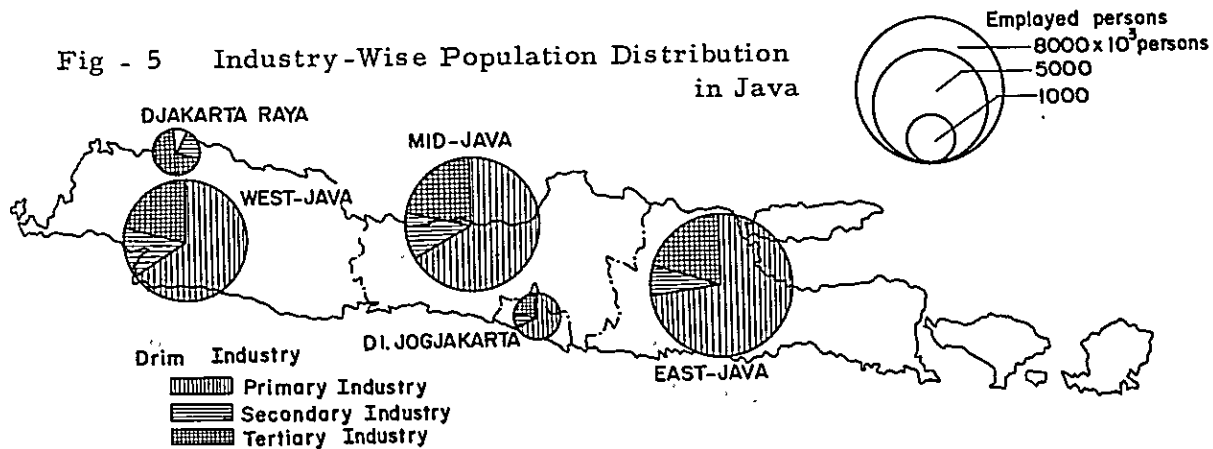 Fig - 5 Industry-Wise Population Distribution
in Java
Employed persons
8000 x 10³ persons
5000
1000
DJAKARTA RAYA
MID-JAVA
WEST-JAVA
D I. JOGJAKARTA
EAST-JAVA
Drim Industry
Primary Industry
Secondary Industry
Tertiary Industry